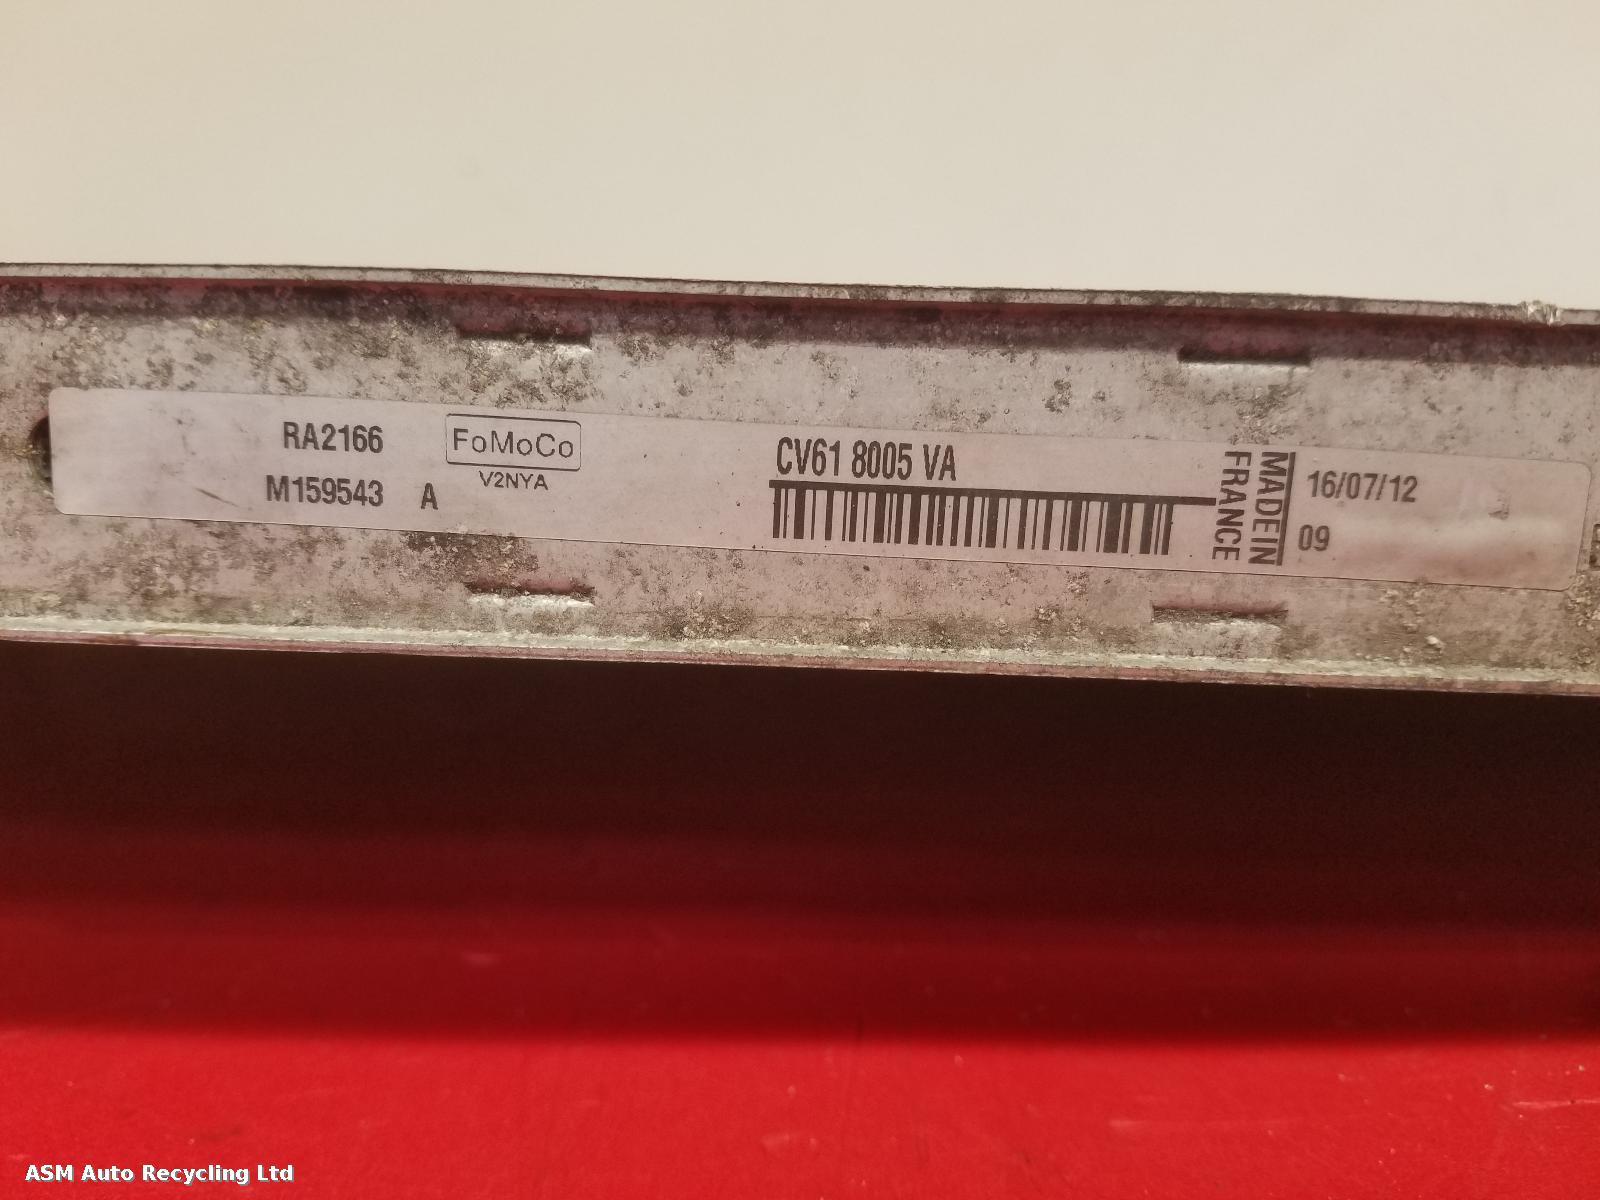 RA2166
M159543 A
FoMoCo
V2NYA
CV61 8005 VA
MADE IN
FRANCE
16/07/12
09
ASM Auto Recycling Ltd